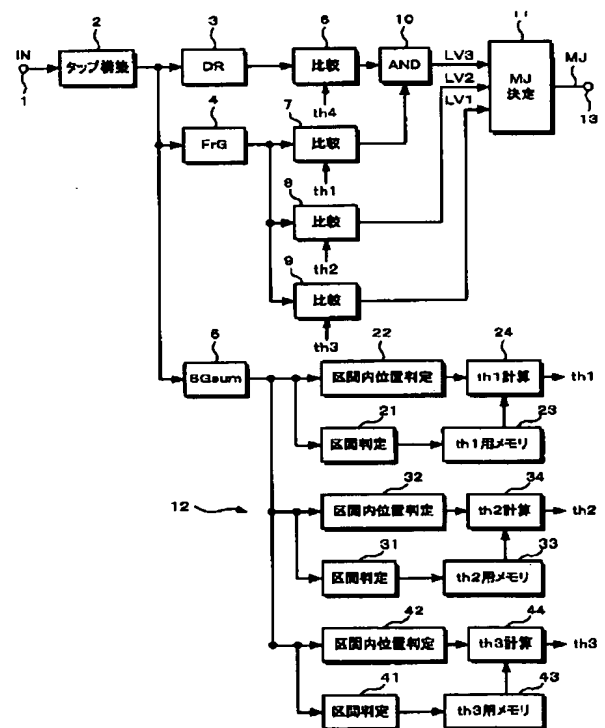 2
3
6
10
11
IN
タップ構築
DR
比較
AND
LV3
MJ
決定
MJ
1
th4
LV2
13
4
7
LV1
FrG
比較
th1
8
比較
th2
9
比較
th3
22
24
SGsum
区間内位置判定
th1計算
th1
21
23
区間判定
th1用メモリ
32
34
12
区間内位置判定
th2計算
th2
31
33
区間判定
th2用メモリ
42
44
区間内位置判定
th3計算
th3
41
43
区間判定
th3用メモリ